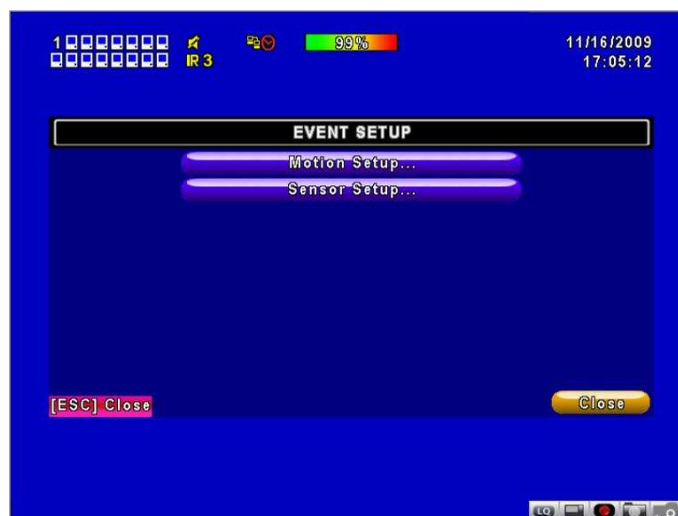 1
IR 3
99%
11/16/2009
17:05:12
EVENT SETUP
Motion Setup...
Sensor Setup...
[ESC] Close
Close
LQ